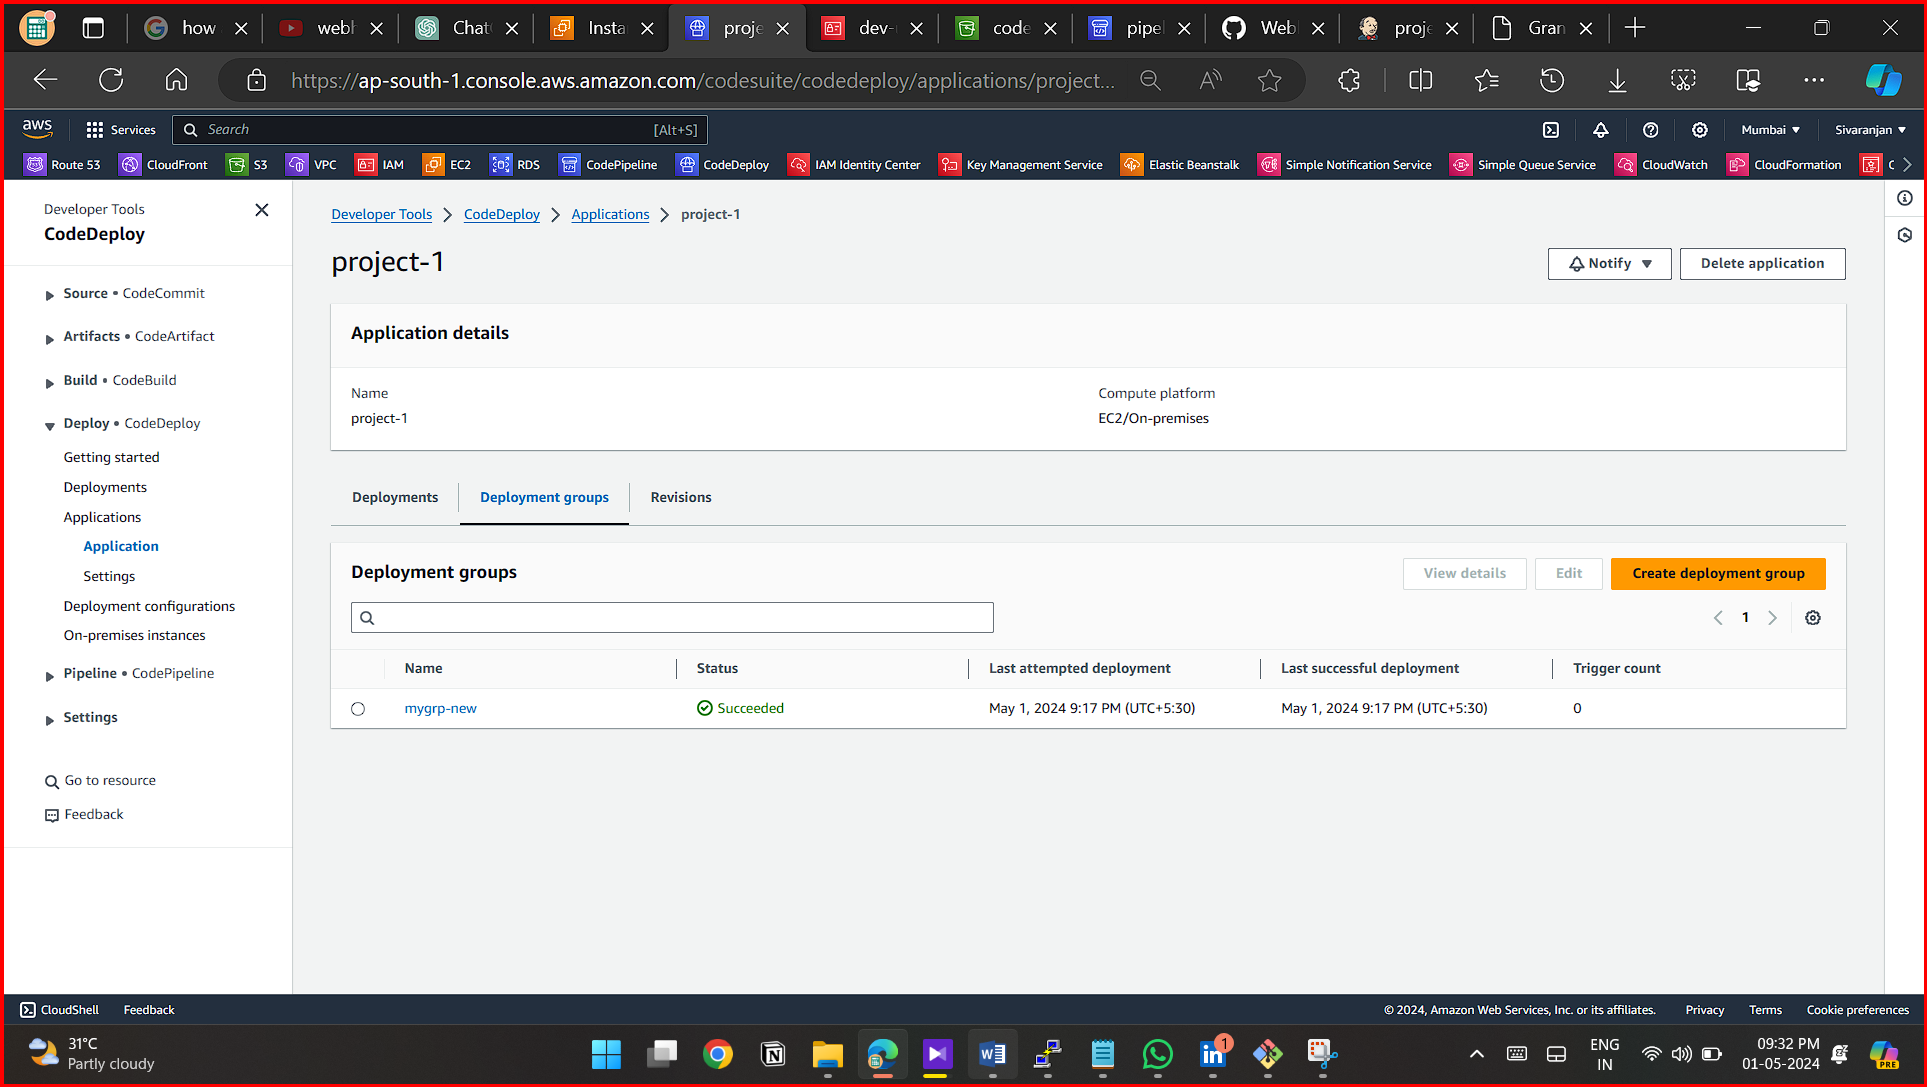 how
webh
Chat
Insta
proje
dev-
code
pipel
Web
proje
Gran
https://ap-south-1.console.aws.amazon.com/codesuite/codedeploy/applications/project...
aws
Services
Search
[Alt+S]
Mumbai
Sivaranjan
Route 53
CloudFront
S3
VPC
IAM
EC2
RDS
CodePipeline
CodeDeploy
IAM Identity Center
Key Management Service
Elastic Beanstalk
Simple Notification Service
Simple Queue Service
CloudWatch
CloudFormation
C
Developer Tools
CodeDeploy
Source • CodeCommit
Artifacts • CodeArtifact
Build • CodeBuild
Deploy • CodeDeploy
Getting started
Deployments
Applications
Application
Settings
Deployment configurations
On-premises instances
Pipeline • CodePipeline
Settings
Go to resource
Feedback
Developer Tools > CodeDeploy > Applications > project-1
project-1
Notify
Delete application
Application details
Name
project-1
Compute platform
EC2/On-premises
Deployments
Deployment groups
Revisions
Deployment groups
View details
Edit
Create deployment group
1
Name
Status
Last attempted deployment
Last successful deployment
Trigger count
mygrp-new
Succeeded
May 1, 2024 9:17 PM (UTC+5:30)
May 1, 2024 9:17 PM (UTC+5:30)
0
CloudShell
Feedback
© 2024, Amazon Web Services, Inc. or its affiliates.
Privacy
Terms
Cookie preferences
31°C
Partly cloudy
1
ENG
IN
09:32 PM
01-05-2024
PRE